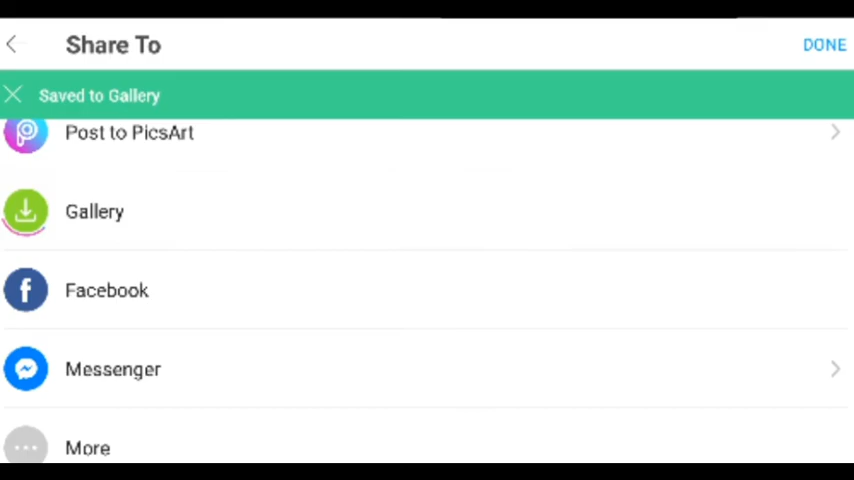 Share To
DONE
Saved to Gallery
Post to PicsArt
Gallery
Facebook
Messenger
More